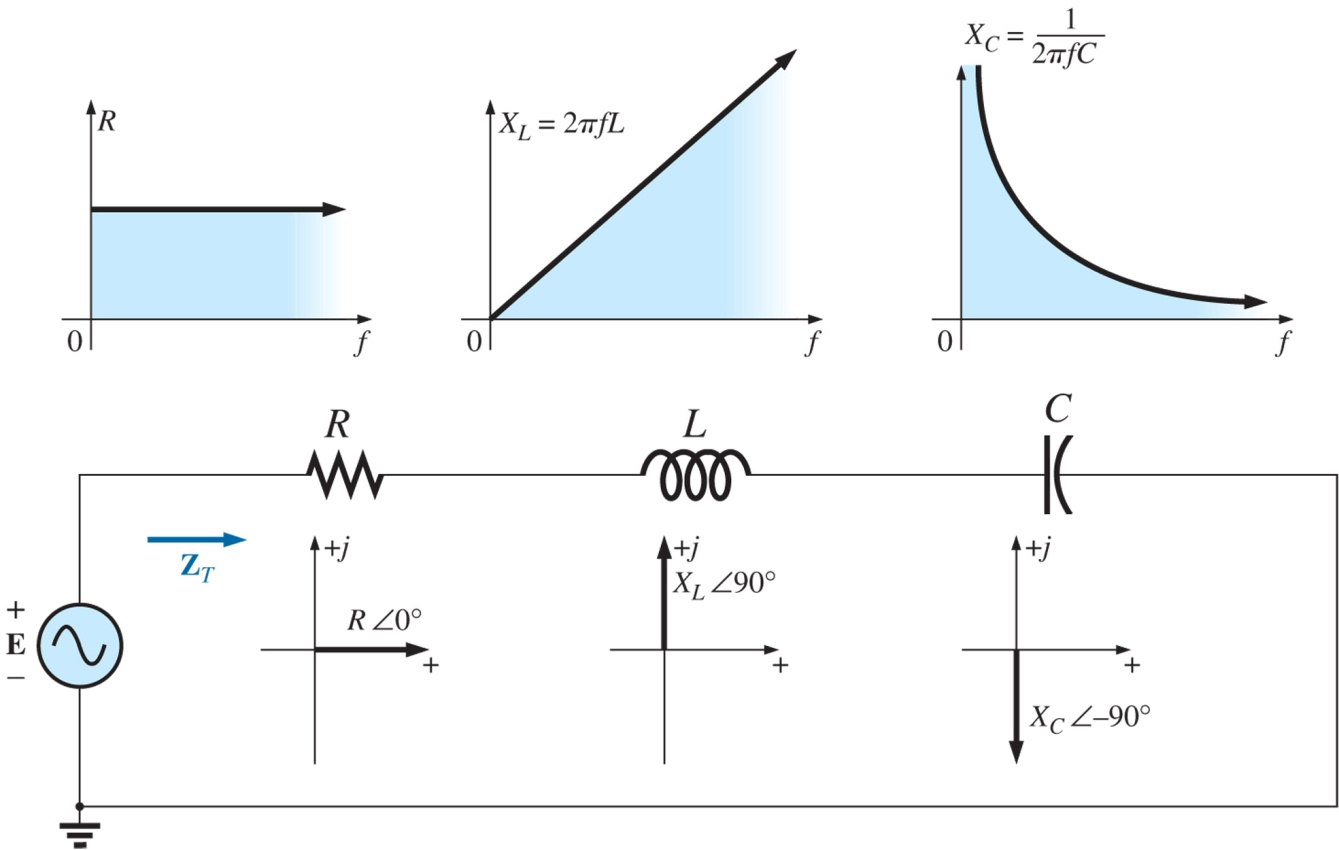 X_C = 1/2πfC
R
X_L = 2πfL
0
f
0
f
0
f
R
L
C
Z_T
+j
R ∠0°
+
+j
X_L ∠90°
+
+j
+
X_C ∠–90°
+
E
–